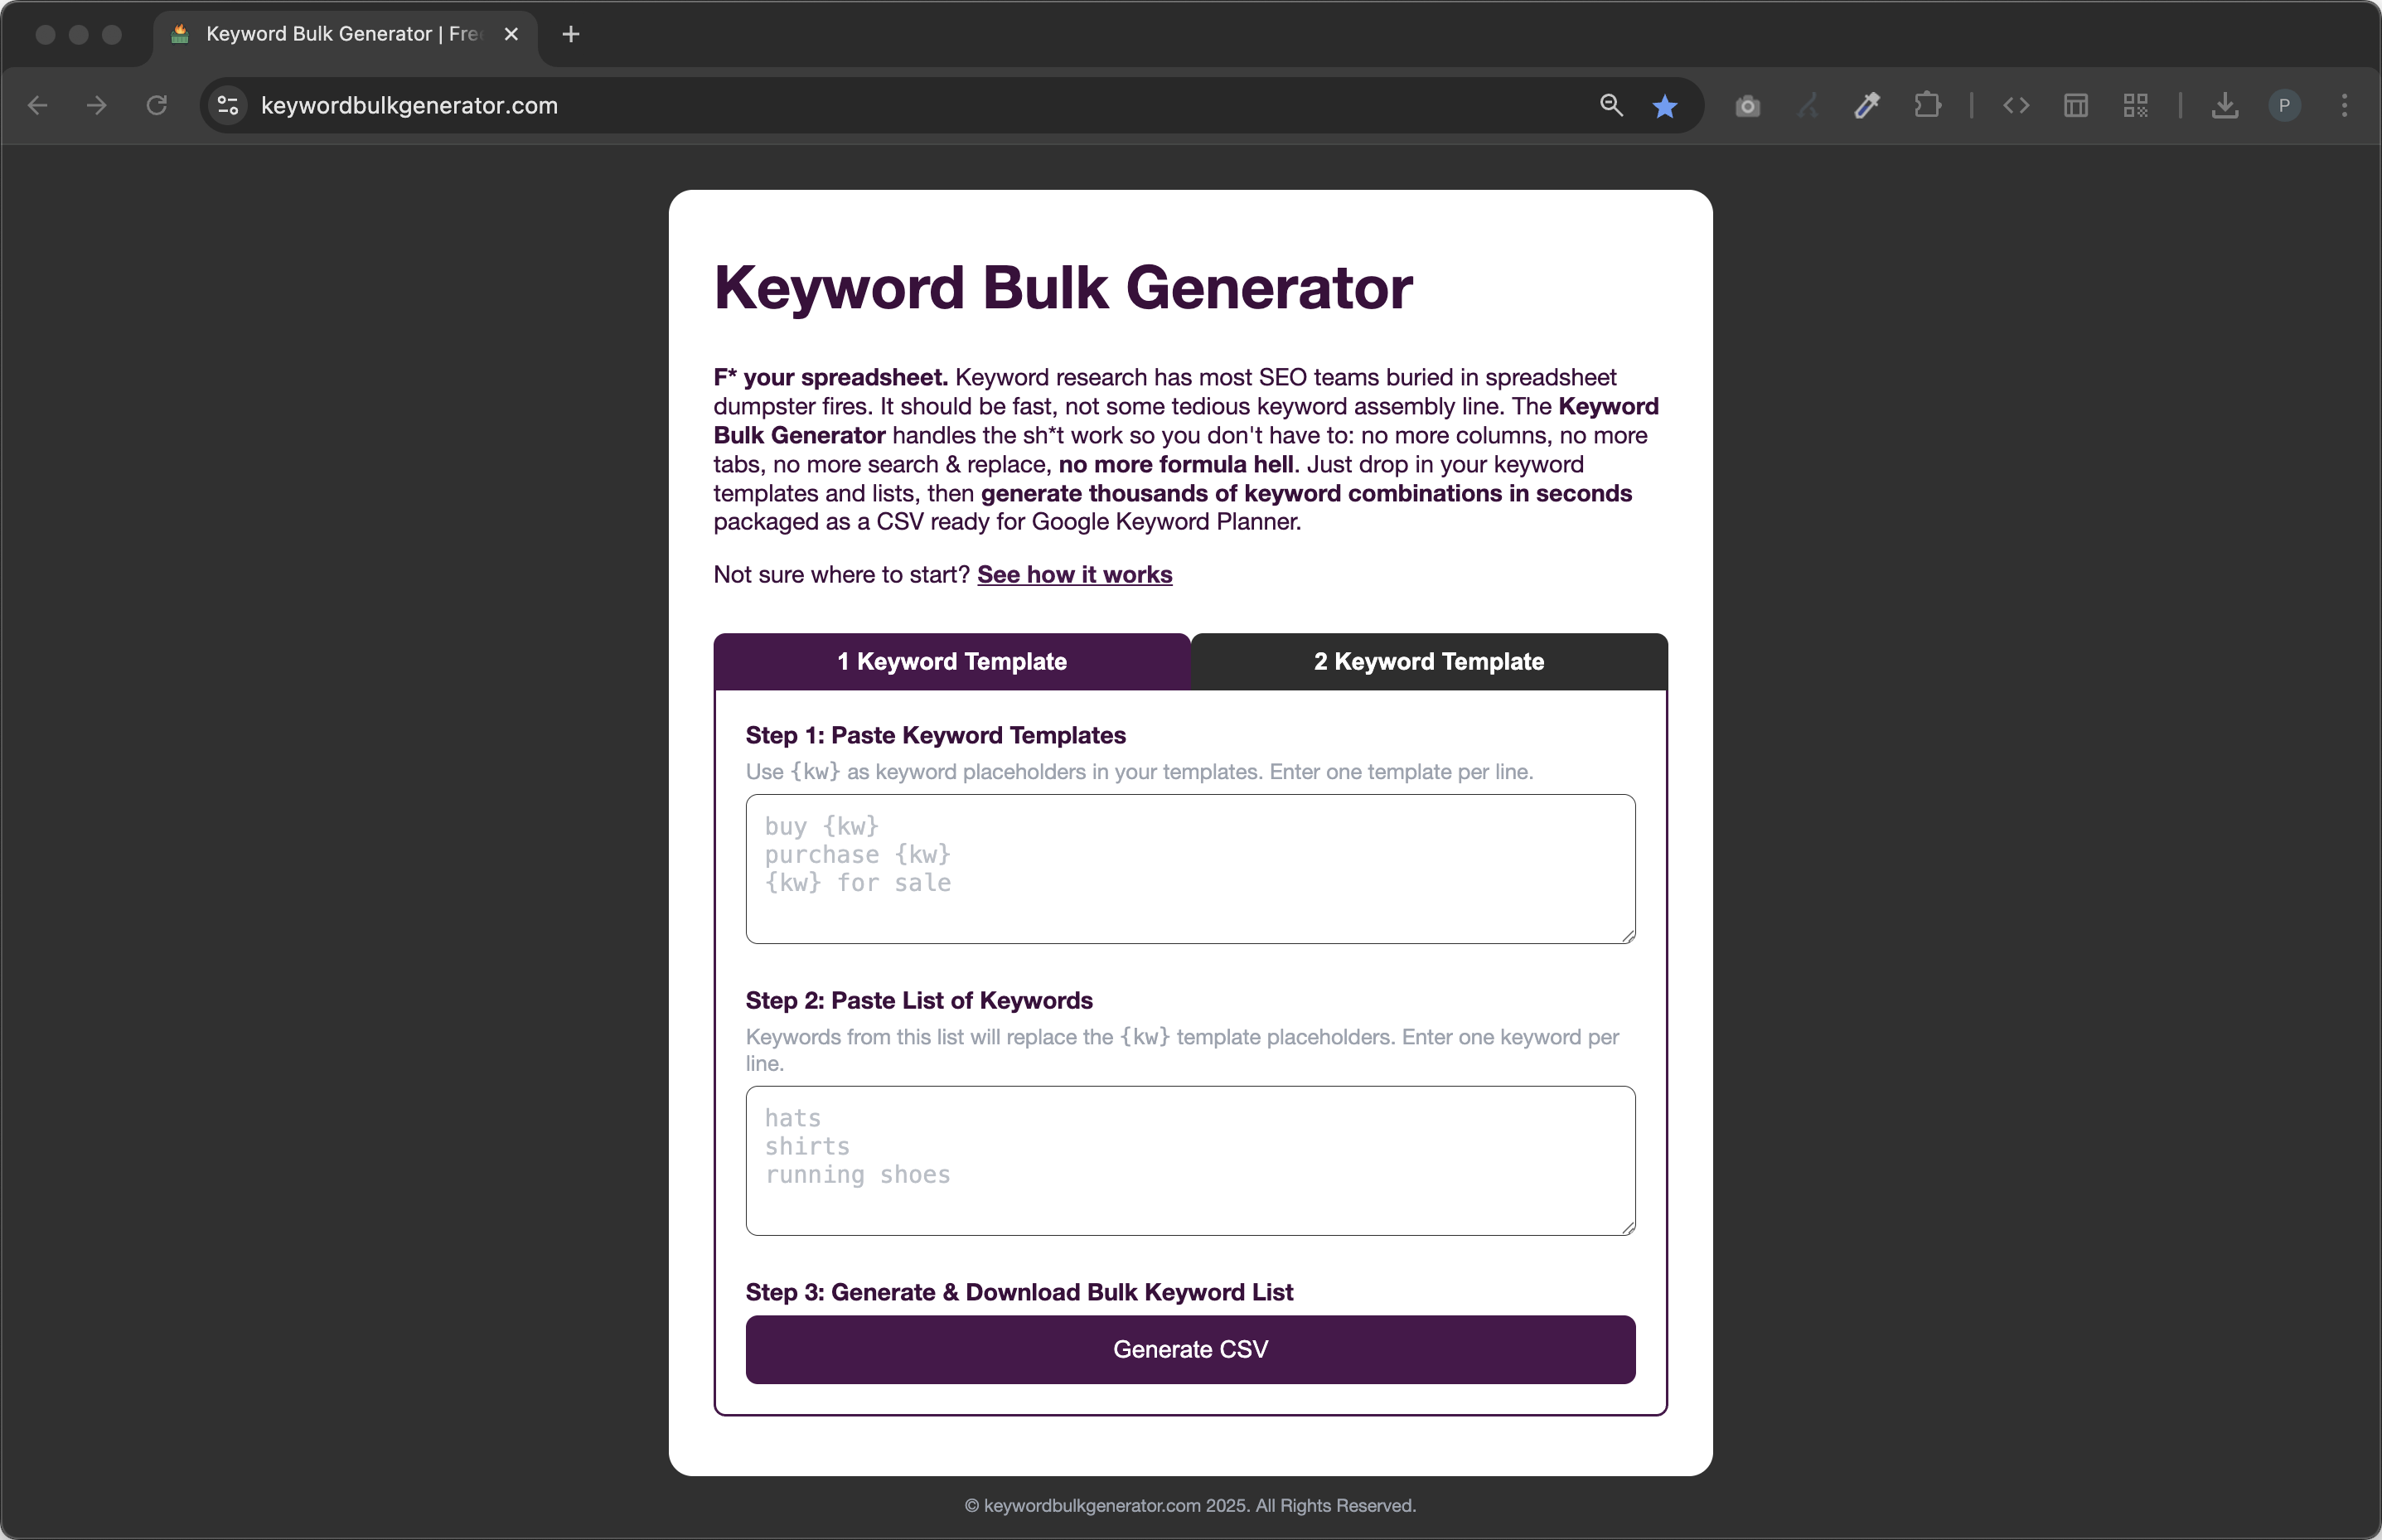 Keyword Bulk Generator | Free
keywordbulkgenerator.com
P
Keyword Bulk Generator
F* your spreadsheet. Keyword research has most SEO teams buried in spreadsheet
dumpster fires. It should be fast, not some tedious keyword assembly line. The Keyword
Bulk Generator handles the sh*t work so you don't have to: no more columns, no more
tabs, no more search & replace, no more formula hell. Just drop in your keyword
templates and lists, then generate thousands of keyword combinations in seconds
packaged as a CSV ready for Google Keyword Planner.
Not sure where to start? See how it works
1 Keyword Template
2 Keyword Template
Step 1: Paste Keyword Templates
Use {kw} as keyword placeholders in your templates. Enter one template per line.
buy {kw}
purchase {kw}
{kw} for sale
Step 2: Paste List of Keywords
Keywords from this list will replace the {kw} template placeholders. Enter one keyword per
line.
hats
shirts
running shoes
Step 3: Generate & Download Bulk Keyword List
Generate CSV
© keywordbulkgenerator.com 2025. All Rights Reserved.